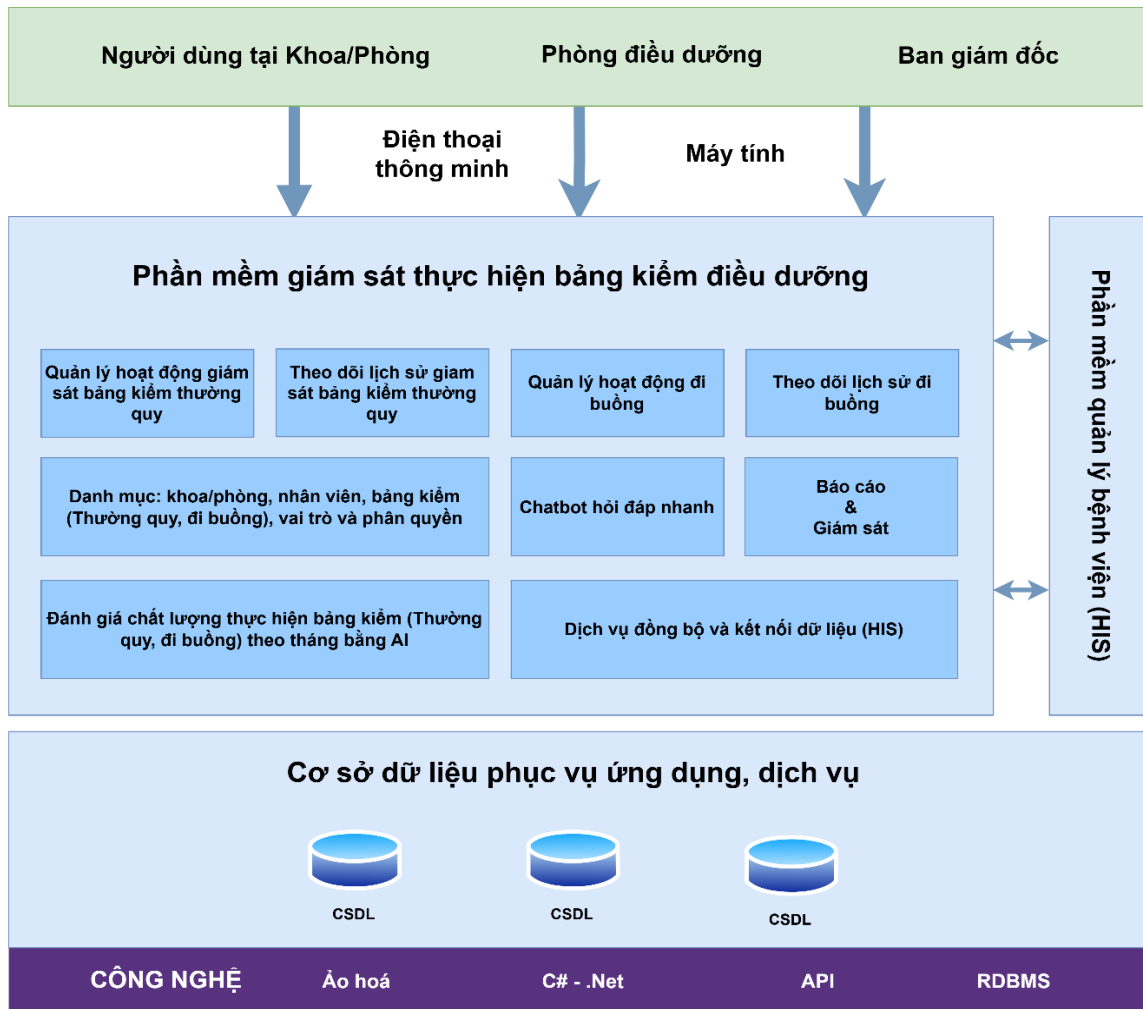 Người dùng tại Khoa/Phòng
Phòng điều dưỡng
Ban giám đốc
Điện thoại
thông minh
Máy tính
Phần mềm giám sát thực hiện bảng kiểm điều dưỡng
Quản lý hoạt động giám
sát bảng kiểm thường
quy
Theo dõi lịch sử giam
sát bảng kiểm thường
quy
Quản lý hoạt động đi
buồng
Theo dõi lịch sử đi
buồng
Danh mục: khoa/phòng, nhân viên, bảng kiểm
(Thường quy, đi buồng), vai trò và phân quyền
Chatbot hỏi đáp nhanh
Báo cáo
&
Giám sát
Đánh giá chất lượng thực hiện bảng kiểm (Thường
quy, đi buồng) theo tháng bằng AI
Dịch vụ đồng bộ và kết nối dữ liệu (HIS)
Phần mềm quản lý bệnh viện (HIS)
Cơ sở dữ liệu phục vụ ứng dụng, dịch vụ
CSDL
CSDL
CSDL
CÔNG NGHỆ
Ảo hoá
C# - .Net
API
RDBMS